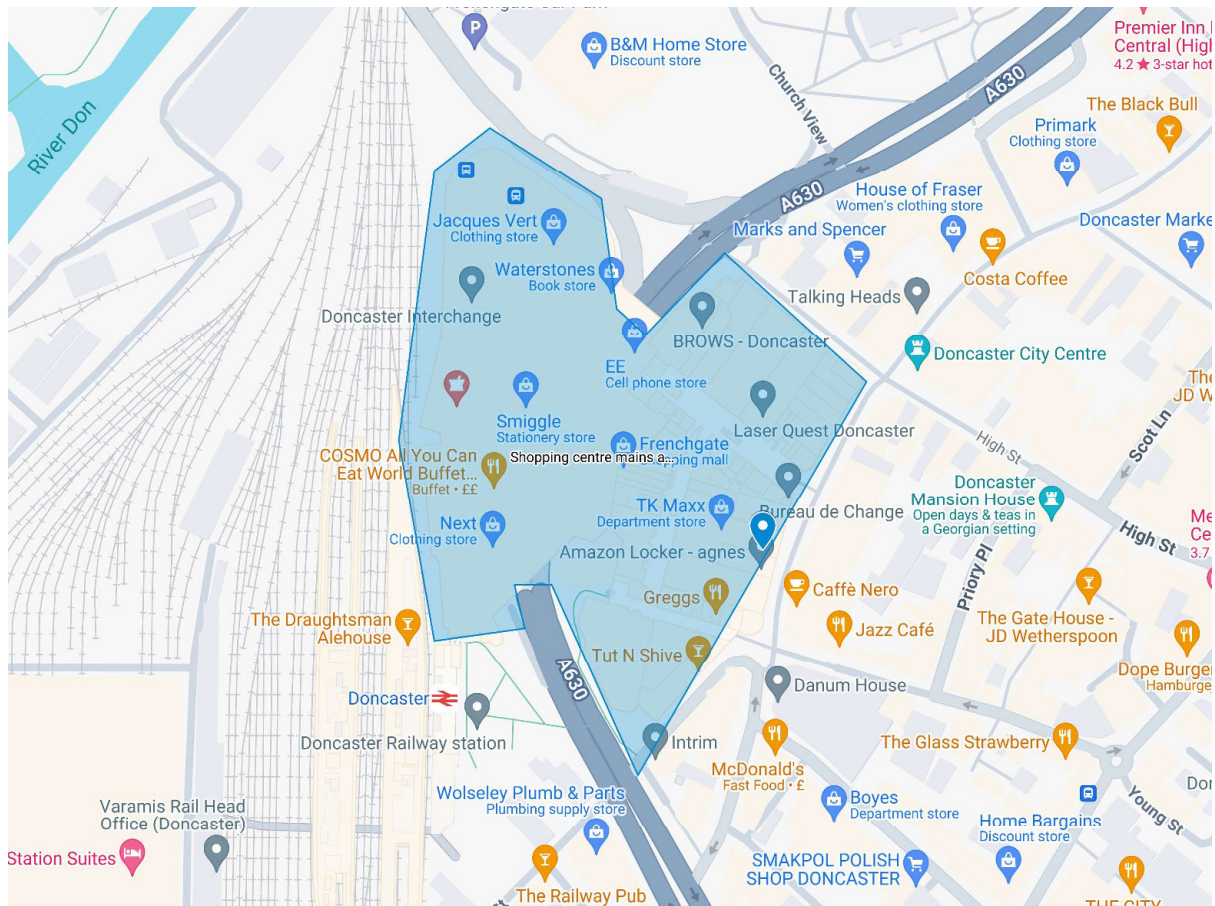 B&M Home Store
Discount store
Premier Inn
Central (High
4.2 ★ 3-star hot
River Don
Church View
A630
The Black Bull
Primark
Clothing store
A630
House of Fraser
Women's clothing store
Jacques Vert
Clothing store
Marks and Spencer
Doncaster Marke
Waterstones
Book store
Costa Coffee
Talking Heads
Doncaster Interchange
BROWS - Doncaster
Doncaster City Centre
EE
Cell phone store
The
JD W
Smiggle
Stationery store
Laser Quest Doncaster
Scot Ln
High St
Frenchgate
Shopping mall
COSMO All You Can
Eat World Buffet...
Buffet • ££
Shopping centre mains a...
Doncaster
Mansion House
Open days & teas in
a Georgian setting
TK Maxx
Department store
Bureau de Change
Next
Clothing store
High St
Me
Ce
3.7
Amazon Locker - agnes
Priory Pl
Greggs
Caffè Nero
The Draughtsman
Alehouse
Jazz Café
The Gate House -
JD Wetherspoon
Tut N Shive
A630
Dope Burger
Hamburge
Doncaster
Danum House
Doncaster Railway station
Intrim
The Glass Strawberry
McDonald's
Fast Food • £
Wolseley Plumb & Parts
Plumbing supply store
Boyes
Department store
Young St
Varamis Rail Head
Office (Doncaster)
Home Bargains
Discount store
Station Suites
SMAKPOL POLISH
SHOP DONCASTER
The Railway Pub
THE CITY